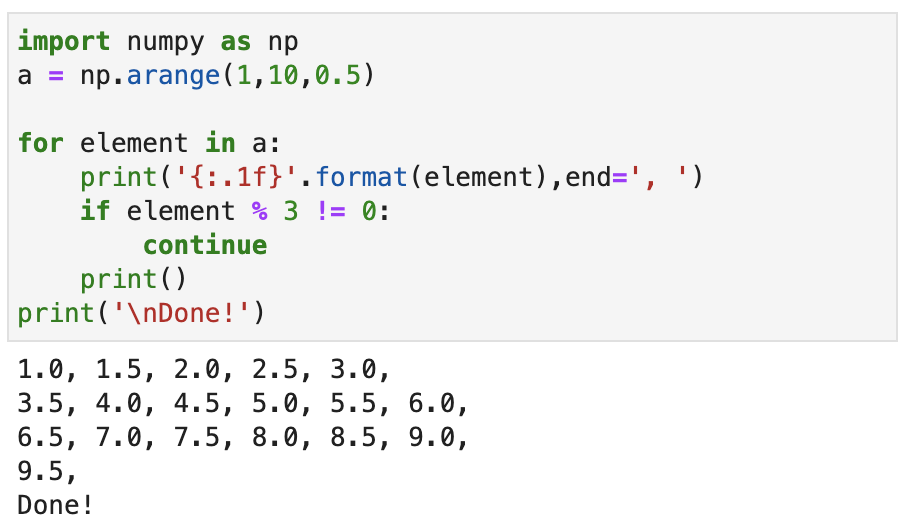 import numpy as np
a = np.arange(1,10,0.5)

for element in a:
    print('{:.1f}'.format(element),end=', ')
    if element % 3 != 0:
        continue
    print()
print('\nDone!')
1.0, 1.5, 2.0, 2.5, 3.0,
3.5, 4.0, 4.5, 5.0, 5.5, 6.0,
6.5, 7.0, 7.5, 8.0, 8.5, 9.0,
9.5,
Done!